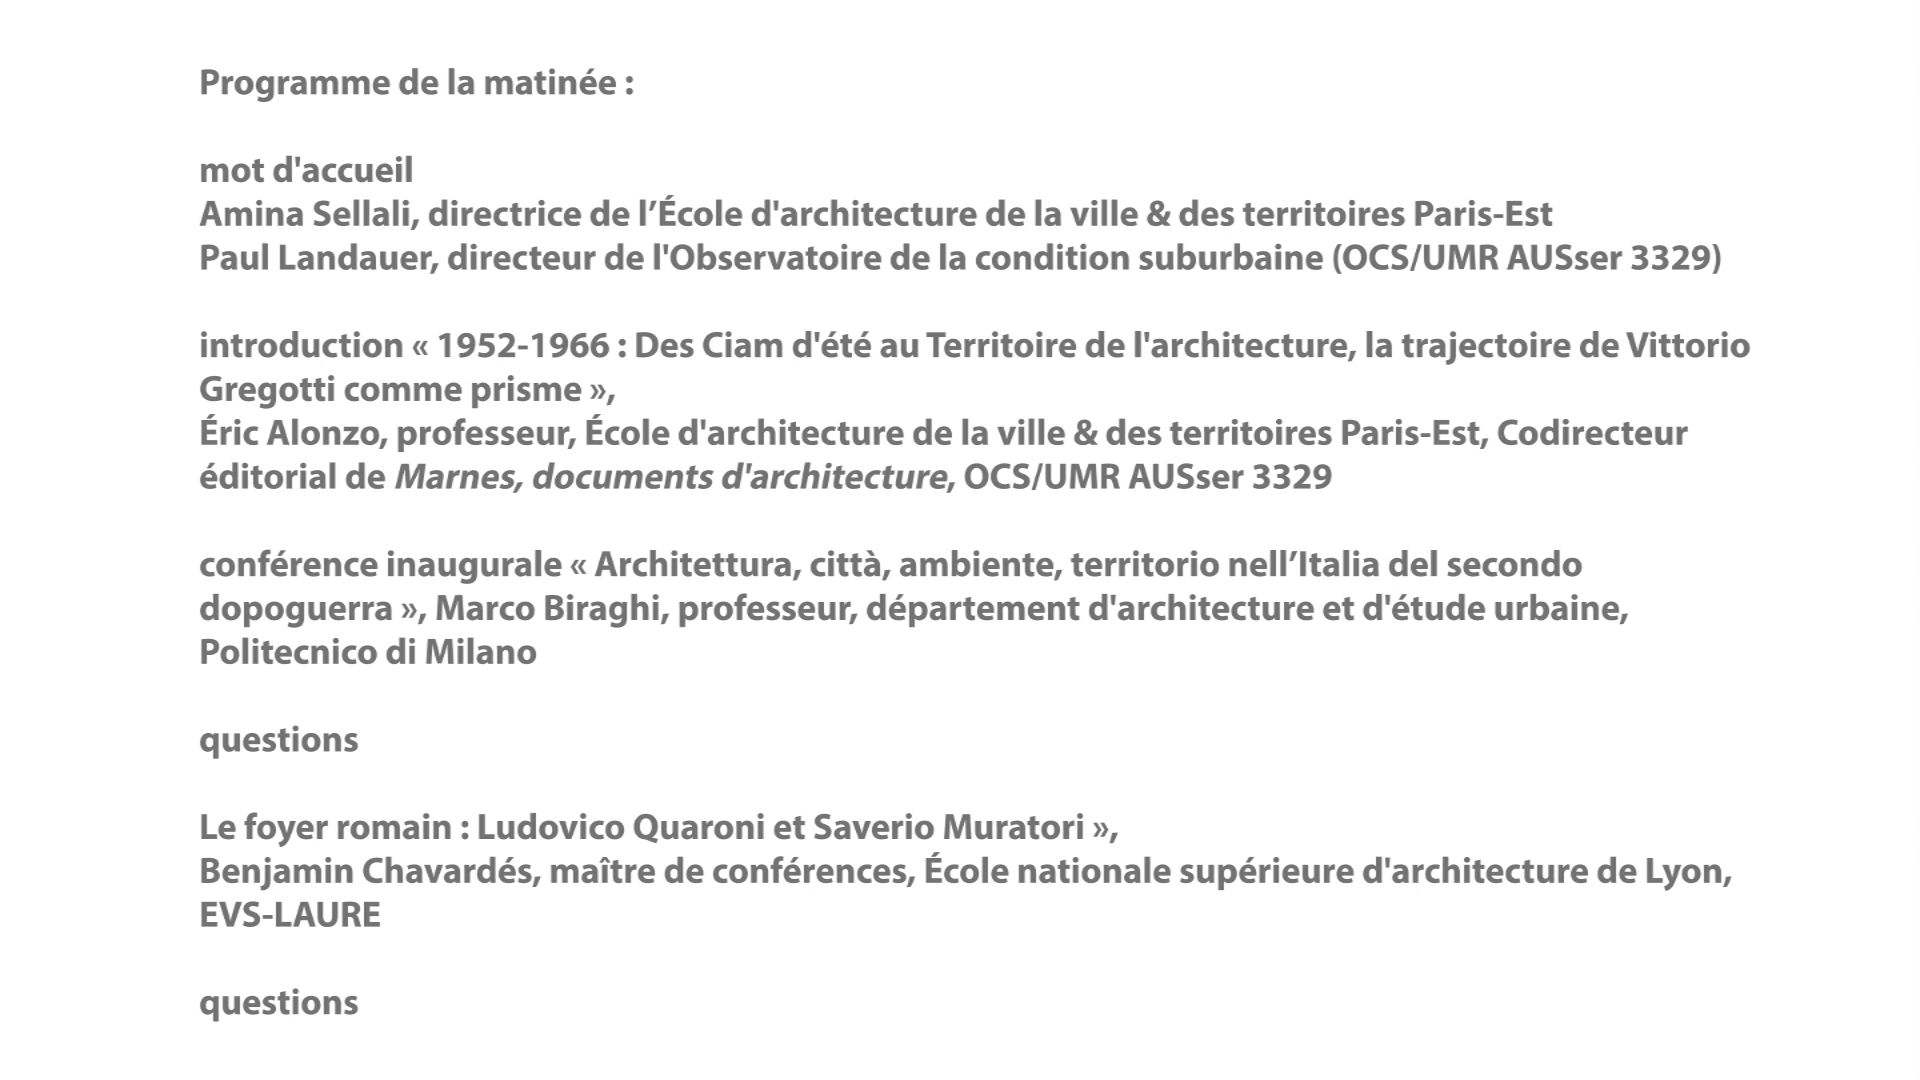 Programme de la matinée :
mot d'accueil
Amina Sellali, directrice de l’École d'architecture de la ville & des territoires Paris-Est
Paul Landauer, directeur de l'Observatoire de la condition suburbaine (OCS/UMR AUSser 3329)
introduction « 1952-1966 : Des Ciam d'été au Territoire de l'architecture, la trajectoire de Vittorio
Gregotti comme prisme »,
Éric Alonzo, professeur, École d'architecture de la ville & des territoires Paris-Est, Codirecteur
éditorial de Marnes, documents d'architecture, OCS/UMR AUSser 3329
conférence inaugurale « Architettura, città, ambiente, territorio nell’Italia del secondo
dopoguerra », Marco Biraghi, professeur, département d'architecture et d'étude urbaine,
Politecnico di Milano
questions
Le foyer romain : Ludovico Quaroni et Saverio Muratori »,
Benjamin Chavardés, maître de conférences, École nationale supérieure d'architecture de Lyon,
EVS-LAURE
questions